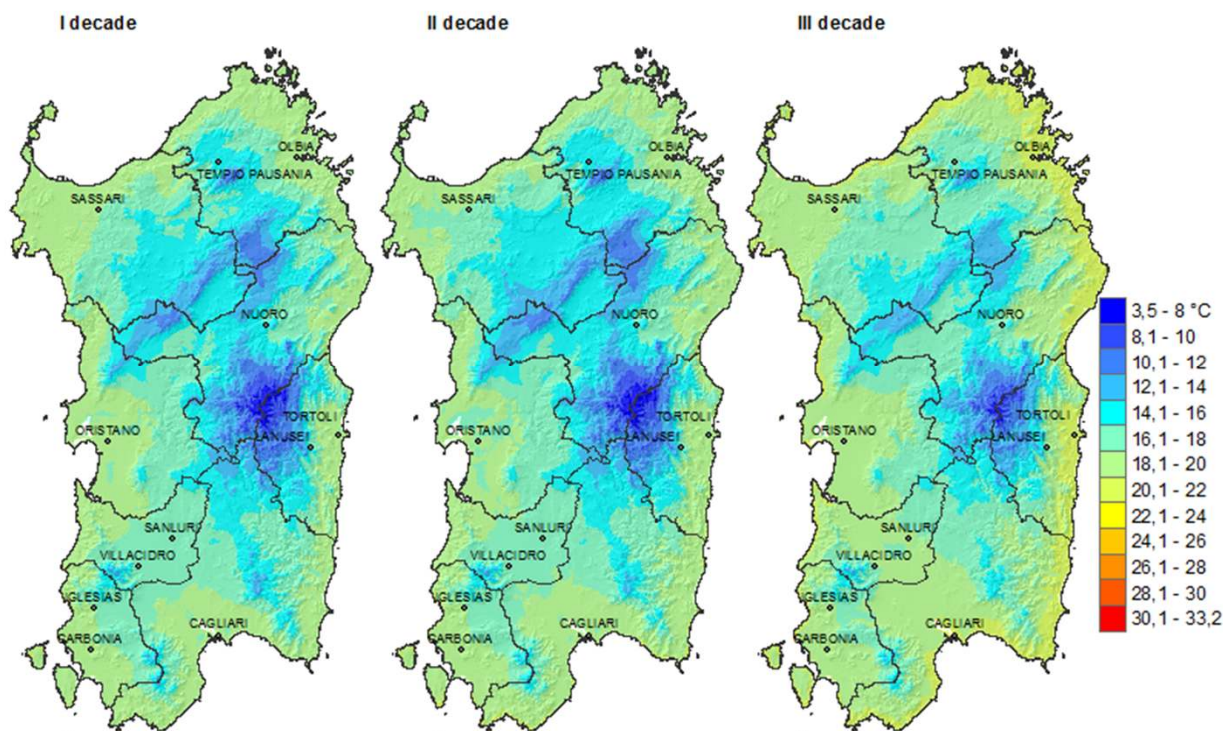 I decade
II decade
III decade
OLBIA
TEMPIO PAUSANIA
SASSARI
NUORO
TORTOLI
LANUSEI
ORISTANO
SANLURI
VILLACIDRO
IGLESIAS
CAGLIARI
CARBONIA
OLBIA
TEMPIO PAUSANIA
SASSARI
NUORO
TORTOLI
LANUSEI
ORISTANO
SANLURI
VILLACIDRO
IGLESIAS
CAGLIARI
CARBONIA
OLBIA
TEMPIO PAUSANIA
SASSARI
NUORO
TORTOLI
LANUSEI
ORISTANO
SANLURI
VILLACIDRO
IGLESIAS
CAGLIARI
CARBONIA
3,5 - 8 °C
8,1 - 10
10,1 - 12
12,1 - 14
14,1 - 16
16,1 - 18
18,1 - 20
20,1 - 22
22,1 - 24
24,1 - 26
26,1 - 28
28,1 - 30
30,1 - 33,2